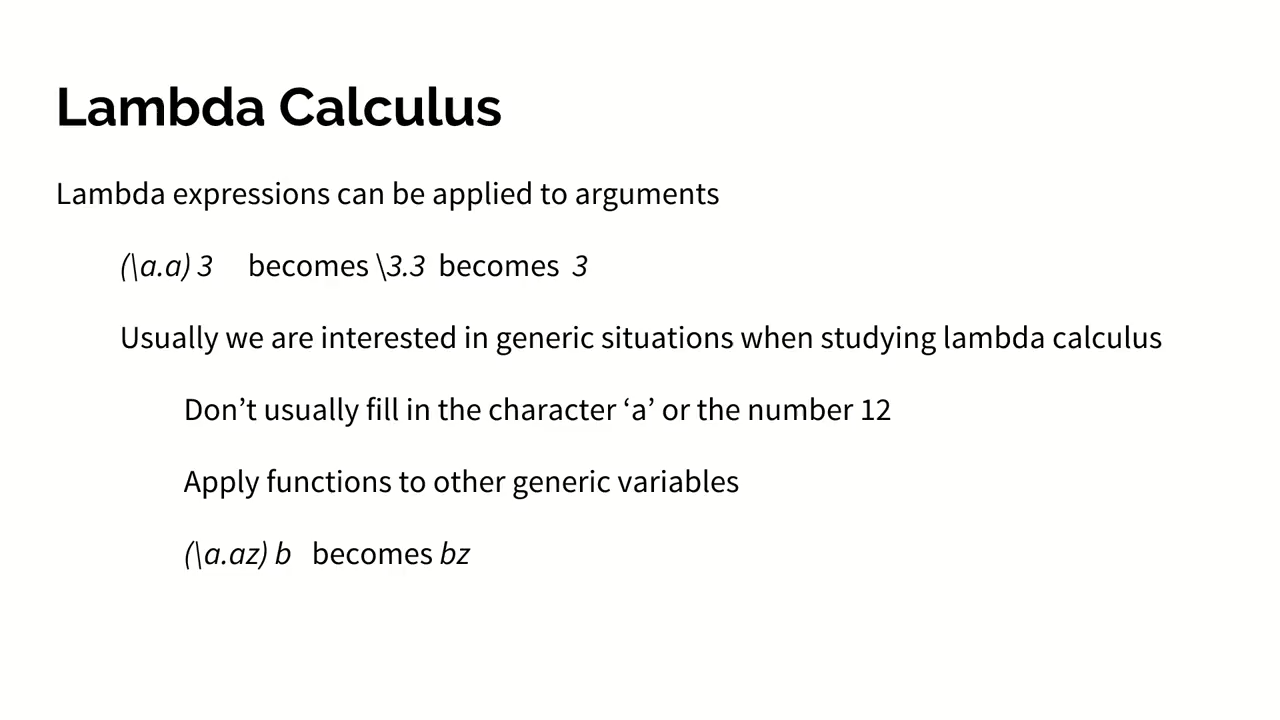 Lambda Calculus
Lambda expressions can be applied to arguments
(\a.a) 3 becomes \3.3 becomes 3
Usually we are interested in generic situations when studying lambda calculus
Don’t usually fill in the character ‘a’ or the number 12
Apply functions to other generic variables
(\a.az) b becomes bz